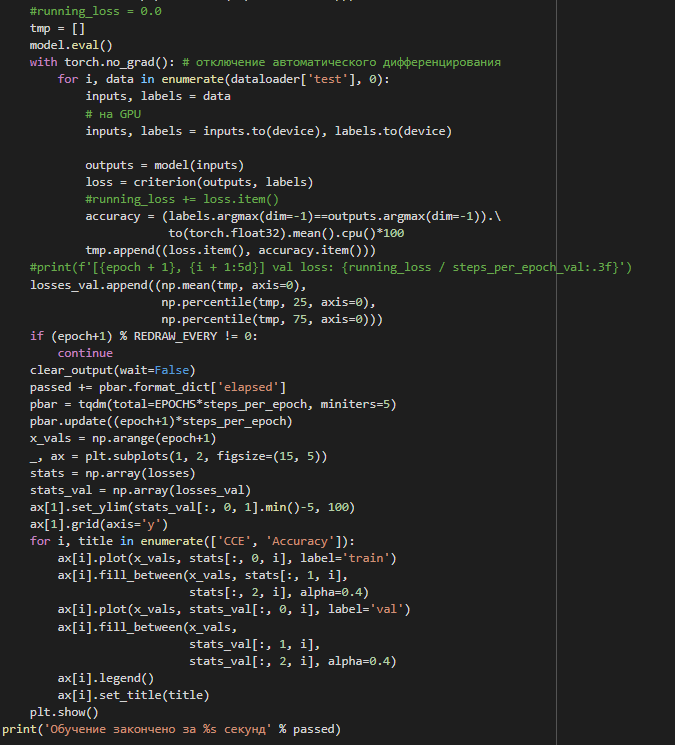 #running_loss = 0.0
tmp = []
model.eval()
with torch.no_grad(): # отключение автоматического дифференцирования
for i, data in enumerate(dataloader['test'], 0):
inputs, labels = data
# на GPU
inputs, labels = inputs.to(device), labels.to(device)
outputs = model(inputs)
loss = criterion(outputs, labels)
#running_loss += loss.item()
accuracy = (labels.argmax(dim=-1)==outputs.argmax(dim=-1)).\
to(torch.float32).mean().cpu()*100
tmp.append((loss.item(), accuracy.item()))
#print(f'[{epoch + 1}, {i + 1:5d}] val loss: {running_loss / steps_per_epoch_val:.3f}')
losses_val.append((np.mean(tmp, axis=0),
np.percentile(tmp, 25, axis=0),
np.percentile(tmp, 75, axis=0)))
if (epoch+1) % REDRAW_EVERY != 0:
continue
clear_output(wait=False)
passed += pbar.format_dict['elapsed']
pbar = tqdm(total=EPOCHS*steps_per_epoch, miniters=5)
pbar.update((epoch+1)*steps_per_epoch)
x_vals = np.arange(epoch+1)
_, ax = plt.subplots(1, 2, figsize=(15, 5))
stats = np.array(losses)
stats_val = np.array(losses_val)
ax[1].set_ylim(stats_val[:, 0, 1].min()-5, 100)
ax[1].grid(axis='y')
for i, title in enumerate(['CCE', 'Accuracy']):
ax[i].plot(x_vals, stats[:, 0, i], label='train')
ax[i].fill_between(x_vals, stats[:, 1, i],
stats[:, 2, i], alpha=0.4)
ax[i].plot(x_vals, stats_val[:, 0, i], label='val')
ax[i].fill_between(x_vals,
stats_val[:, 1, i],
stats_val[:, 2, i], alpha=0.4)
ax[i].legend()
ax[i].set_title(title)
plt.show()
print('Обучение закончено за %s секунд' % passed)